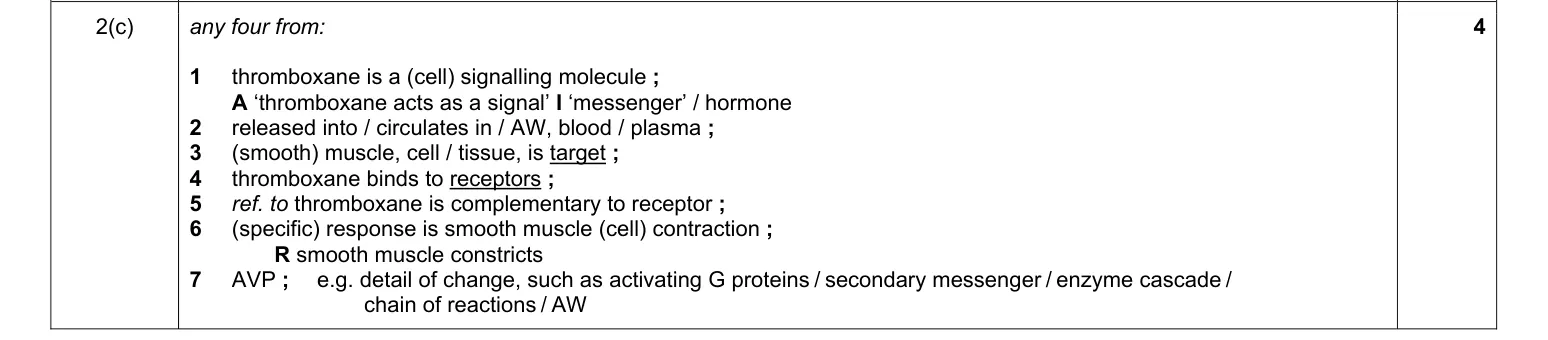 2(c) any four from: 4
1 thromboxane is a (cell) signalling molecule ;
A ‘thromboxane acts as a signal’ I ‘messenger’ / hormone
2 released into / circulates in / AW, blood / plasma ;
3 (smooth) muscle, cell / tissue, is target ;
4 thromboxane binds to receptors ;
5 ref. to thromboxane is complementary to receptor ;
6 (specific) response is smooth muscle (cell) contraction ;
R smooth muscle constricts
7 AVP ; e.g. detail of change, such as activating G proteins / secondary messenger / enzyme cascade /
chain of reactions / AW